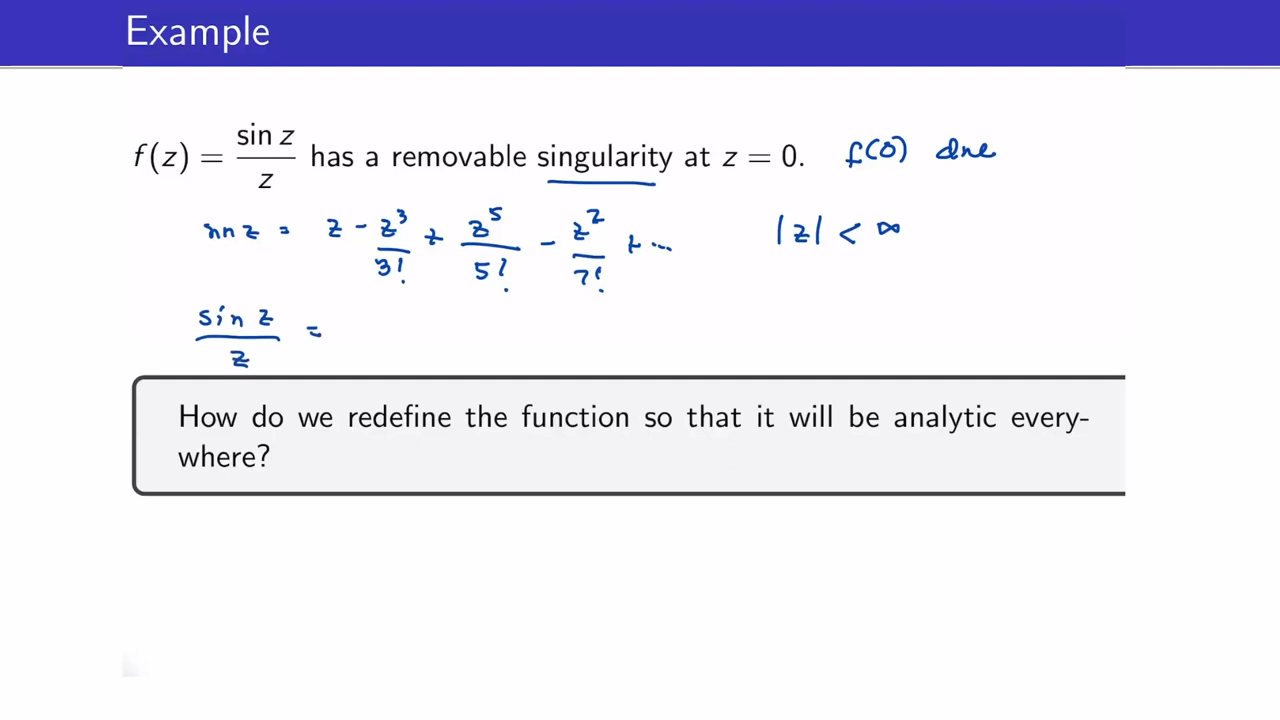 Example
f(z) = sin z / z has a removable singularity at z = 0. f(0) dne
sin z = z - z^3/3! + z^5/5! - z^7/7! + ... |z| < ∞
sin z / z =
How do we redefine the function so that it will be analytic every-
where?